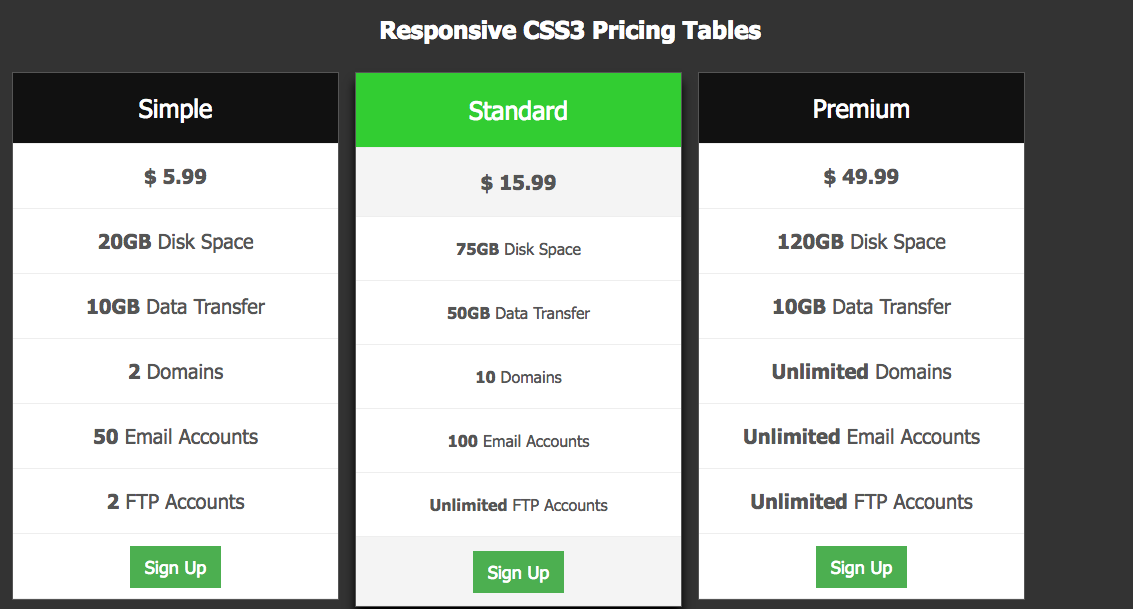 Responsive CSS3 Pricing Tables
Simple
$ 5.99
20GB Disk Space
10GB Data Transfer
2 Domains
50 Email Accounts
2 FTP Accounts
Sign Up
Standard
$ 15.99
75GB Disk Space
50GB Data Transfer
10 Domains
100 Email Accounts
Unlimited FTP Accounts
Sign Up
Premium
$ 49.99
120GB Disk Space
10GB Data Transfer
Unlimited Domains
Unlimited Email Accounts
Unlimited FTP Accounts
Sign Up